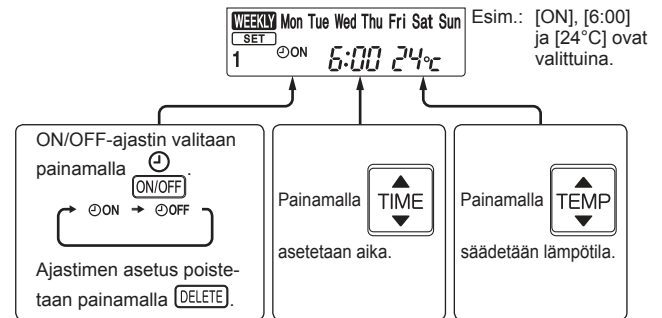 WEEKLY Mon Tue Wed Thu Fri Sat Sun
SET
1 ON 6:00 24°c
Esim.: [ON], [6:00]
ja [24°C] ovat
valittuina.
ON/OFF-ajastin valitaan
painamalla
ON/OFF.
ON → OFF
Ajastimen asetus poiste-
taan painamalla DELETE.
Painamalla TIME
asetetaan aika.
Painamalla TEMP
säädetään lämpötila.